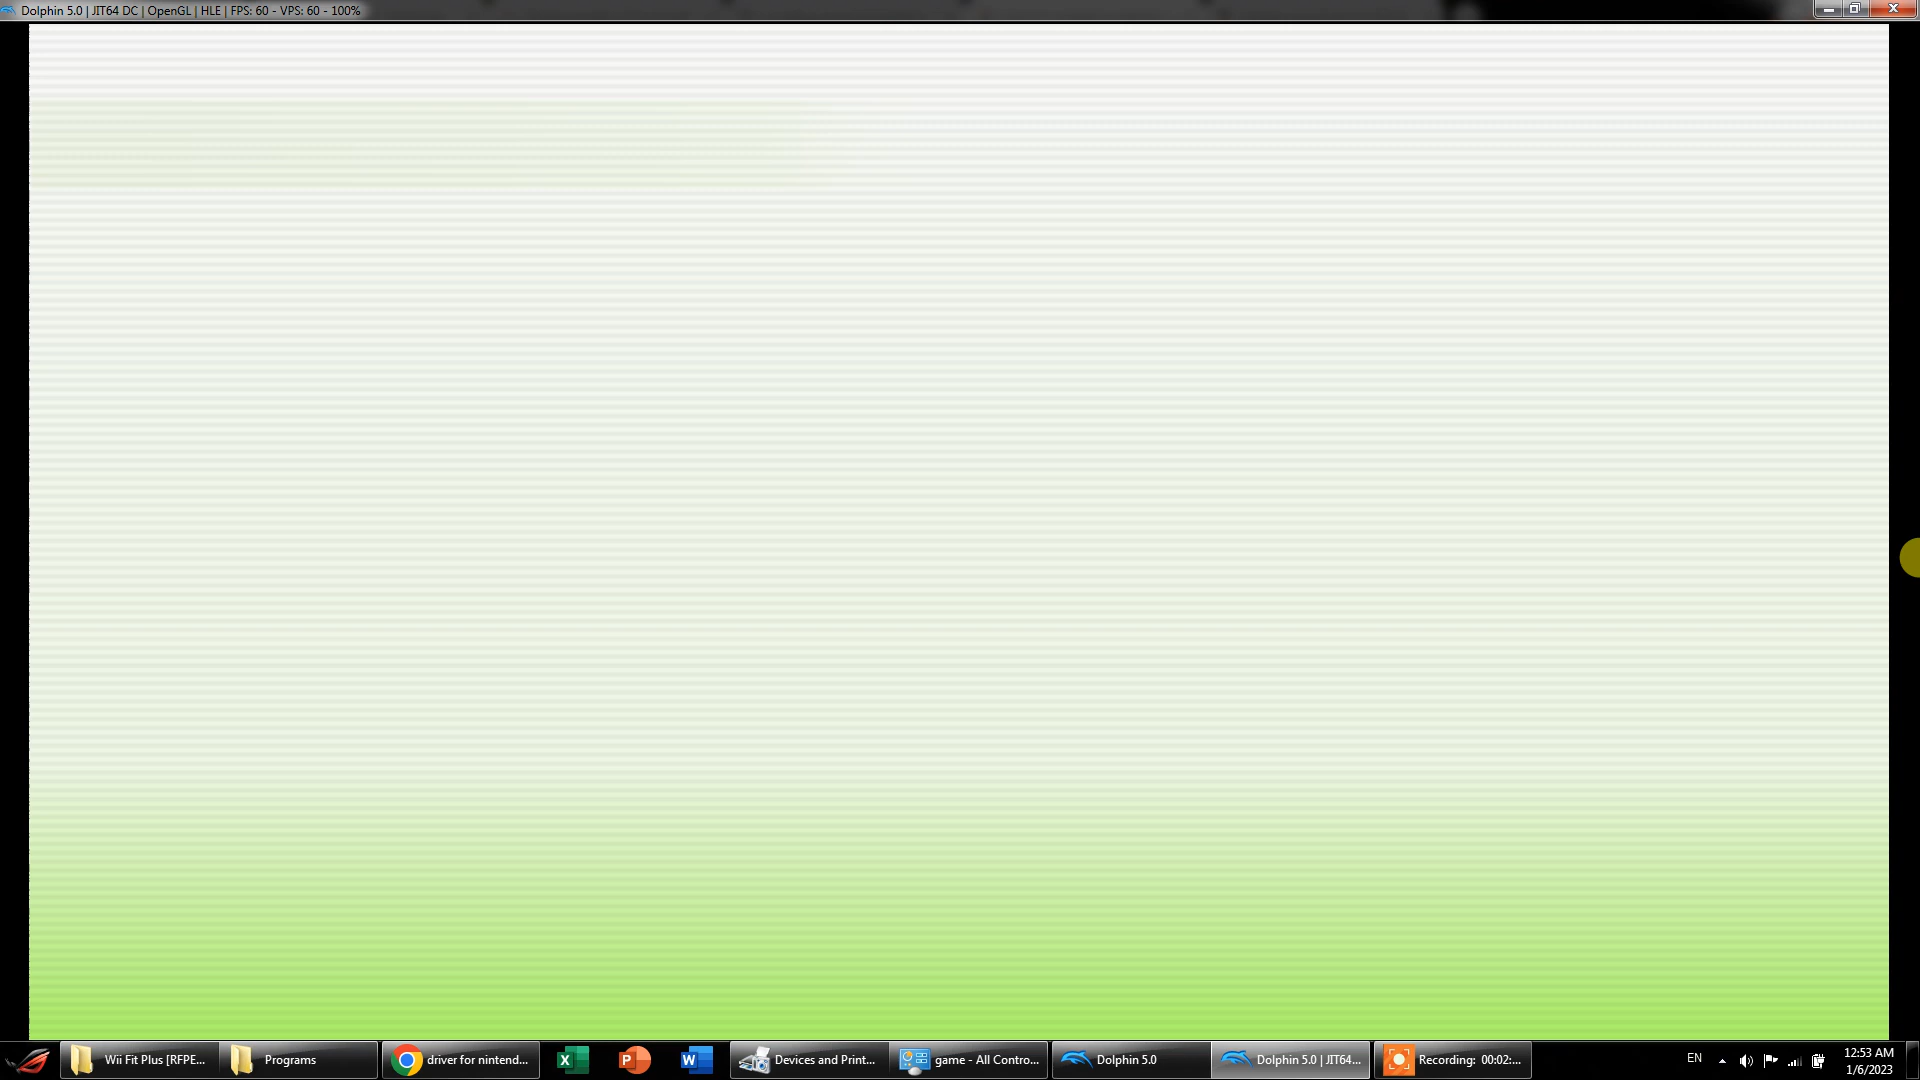 Dolphin 5.0 | JIT64 DC | OpenGL | HLE | FPS: 60 - VPS: 60 - 100%
Wii Fit Plus [RFPE...
Programs
driver for nintend...
Devices and Print...
game - All Contro...
Dolphin 5.0
Dolphin 5.0 | JIT64...
Recording: 00:02:...
EN
12:53 AM
1/6/2023